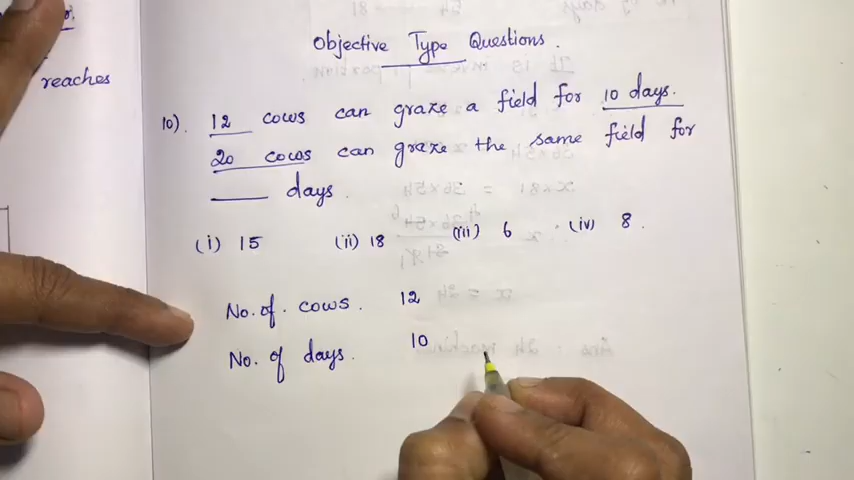 reaches
Objective Type Questions.
10). 12 cows can graze a field for 10 days.
20 cows can graze the same field for
____ days.
(i) 15 (ii) 18 (iii) 6 (iv) 8.
No. of. cows. 12
No. of days. 10